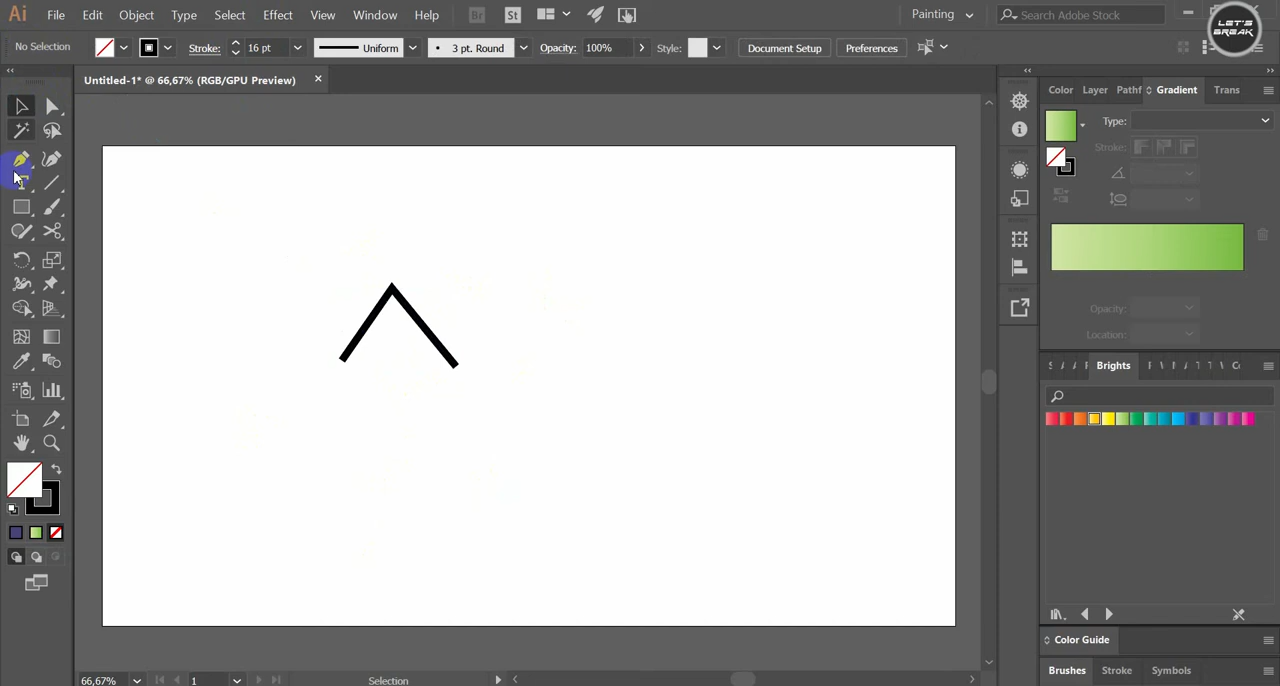 Ai File Edit Object Type Select Effect View Window Help Br St Painting Search Adobe Stock
LET'S BREAK
No Selection Stroke: 16 pt Uniform 3 pt. Round Opacity: 100% Style: Document Setup Preferences
Untitled-1* @ 66,67% (RGB/GPU Preview)
Color Layer Pathf Gradient Trans
Type:
Stroke:
Opacity:
Location:
Brights
Color Guide
Brushes Stroke Symbols
66,67% 1 Selection